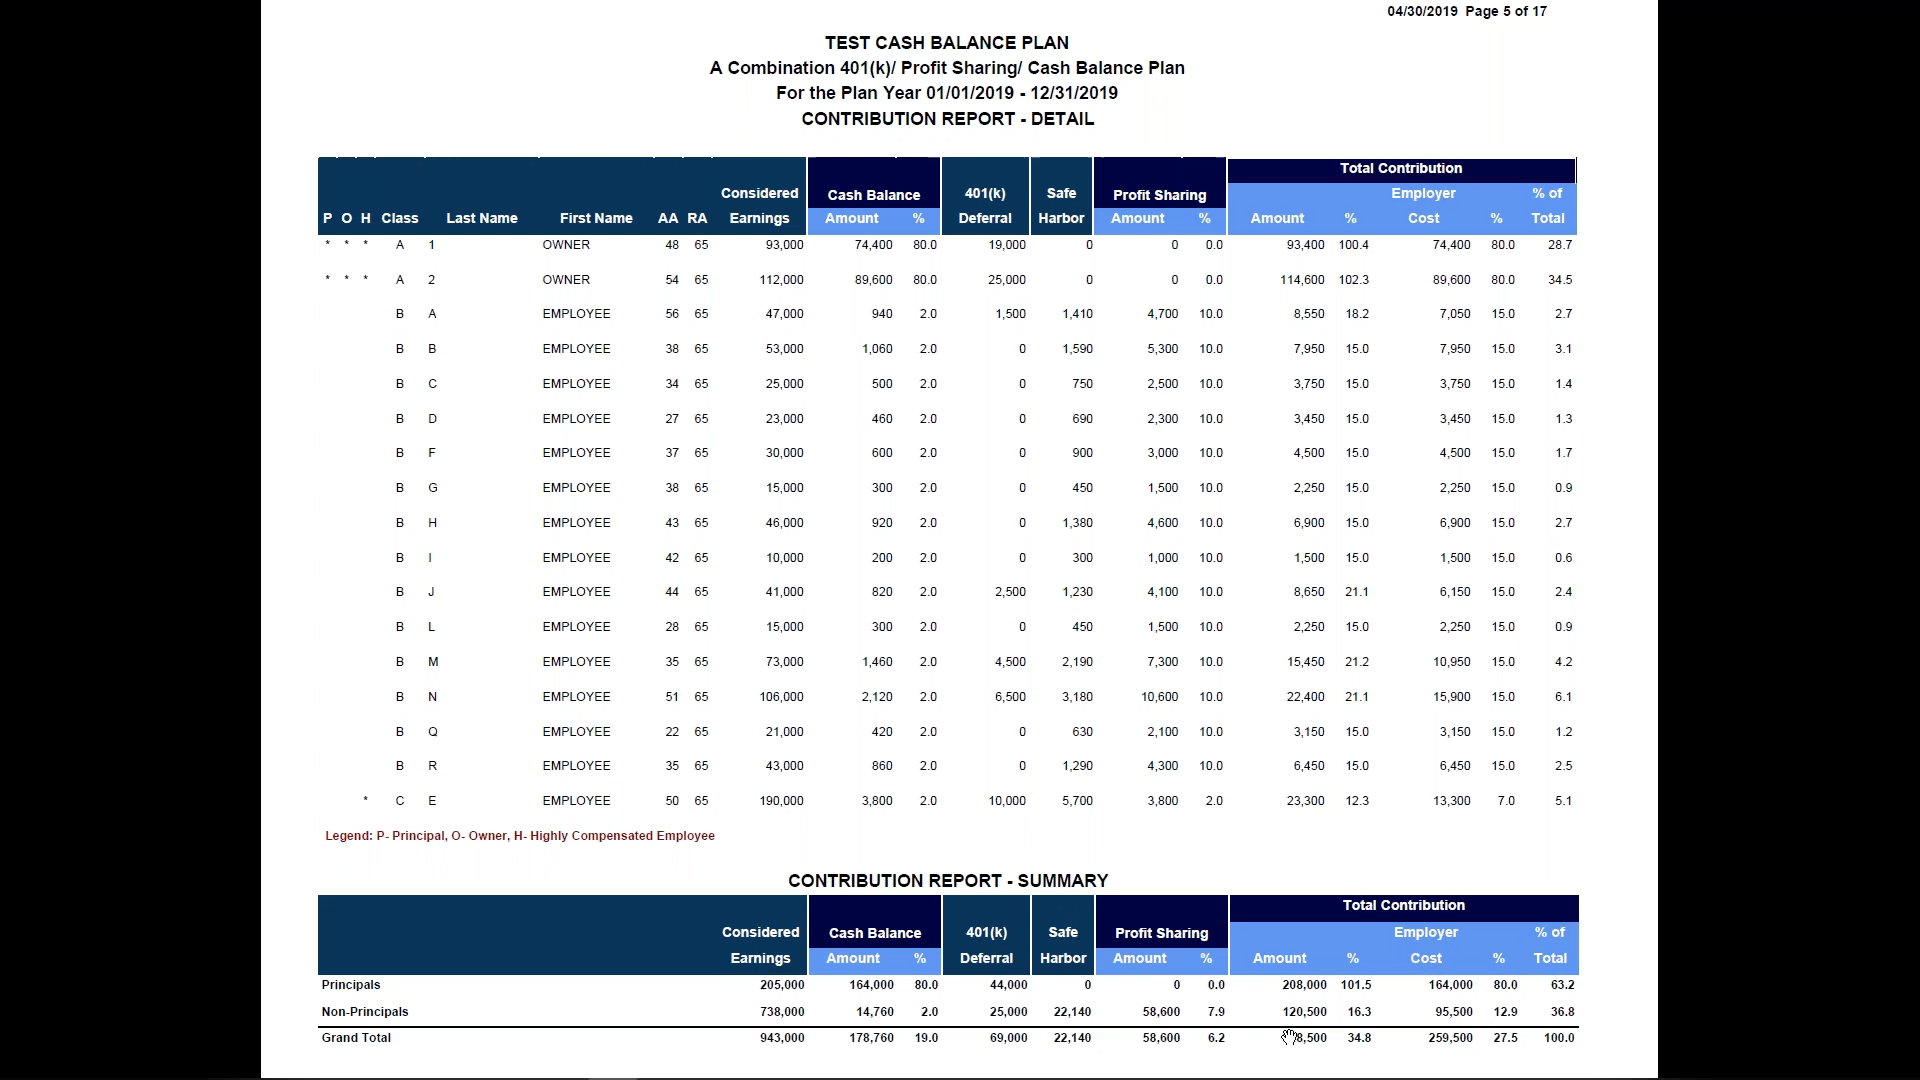 04/30/2019 Page 5 of 17
TEST CASH BALANCE PLAN
A Combination 401(k)/ Profit Sharing/ Cash Balance Plan
For the Plan Year 01/01/2019 - 12/31/2019
CONTRIBUTION REPORT - DETAIL
Total Contribution
Considered Cash Balance 401(k) Safe Profit Sharing Employer % of
P O H Class Last Name First Name AA RA Earnings Amount % Deferral Harbor Amount % Amount % Cost % Total
* * * A 1 OWNER 48 65 93,000 74,400 80.0 19,000 0 0 0.0 93,400 100.4 74,400 80.0 28.7
* * * A 2 OWNER 54 65 112,000 89,600 80.0 25,000 0 0 0.0 114,600 102.3 89,600 80.0 34.5
B A EMPLOYEE 56 65 47,000 940 2.0 1,500 1,410 4,700 10.0 8,550 18.2 7,050 15.0 2.7
B B EMPLOYEE 38 65 53,000 1,060 2.0 0 1,590 5,300 10.0 7,950 15.0 7,950 15.0 3.1
B C EMPLOYEE 34 65 25,000 500 2.0 0 750 2,500 10.0 3,750 15.0 3,750 15.0 1.4
B D EMPLOYEE 27 65 23,000 460 2.0 0 690 2,300 10.0 3,450 15.0 3,450 15.0 1.3
B F EMPLOYEE 37 65 30,000 600 2.0 0 900 3,000 10.0 4,500 15.0 4,500 15.0 1.7
B G EMPLOYEE 38 65 15,000 300 2.0 0 450 1,500 10.0 2,250 15.0 2,250 15.0 0.9
B H EMPLOYEE 43 65 46,000 920 2.0 0 1,380 4,600 10.0 6,900 15.0 6,900 15.0 2.7
B I EMPLOYEE 42 65 10,000 200 2.0 0 300 1,000 10.0 1,500 15.0 1,500 15.0 0.6
B J EMPLOYEE 44 65 41,000 820 2.0 2,500 1,230 4,100 10.0 8,650 21.1 6,150 15.0 2.4
B L EMPLOYEE 28 65 15,000 300 2.0 0 450 1,500 10.0 2,250 15.0 2,250 15.0 0.9
B M EMPLOYEE 35 65 73,000 1,460 2.0 4,500 2,190 7,300 10.0 15,450 21.2 10,950 15.0 4.2
B N EMPLOYEE 51 65 106,000 2,120 2.0 6,500 3,180 10,600 10.0 22,400 21.1 15,900 15.0 6.1
B Q EMPLOYEE 22 65 21,000 420 2.0 0 630 2,100 10.0 3,150 15.0 3,150 15.0 1.2
B R EMPLOYEE 35 65 43,000 860 2.0 0 1,290 4,300 10.0 6,450 15.0 6,450 15.0 2.5
* C E EMPLOYEE 50 65 190,000 3,800 2.0 10,000 5,700 3,800 2.0 23,300 12.3 13,300 7.0 5.1
Legend: P- Principal, O- Owner, H- Highly Compensated Employee
CONTRIBUTION REPORT - SUMMARY
Total Contribution
Considered Cash Balance 401(k) Safe Profit Sharing Employer % of
Earnings Amount % Deferral Harbor Amount % Amount % Cost % Total
Principals 205,000 164,000 80.0 44,000 0 0 0.0 208,000 101.5 164,000 80.0 63.2
Non-Principals 738,000 14,760 2.0 25,000 22,140 58,600 7.9 120,500 16.3 95,500 12.9 36.8
Grand Total 943,000 178,760 19.0 69,000 22,140 58,600 6.2 34.8 259,500 27.5 100.0